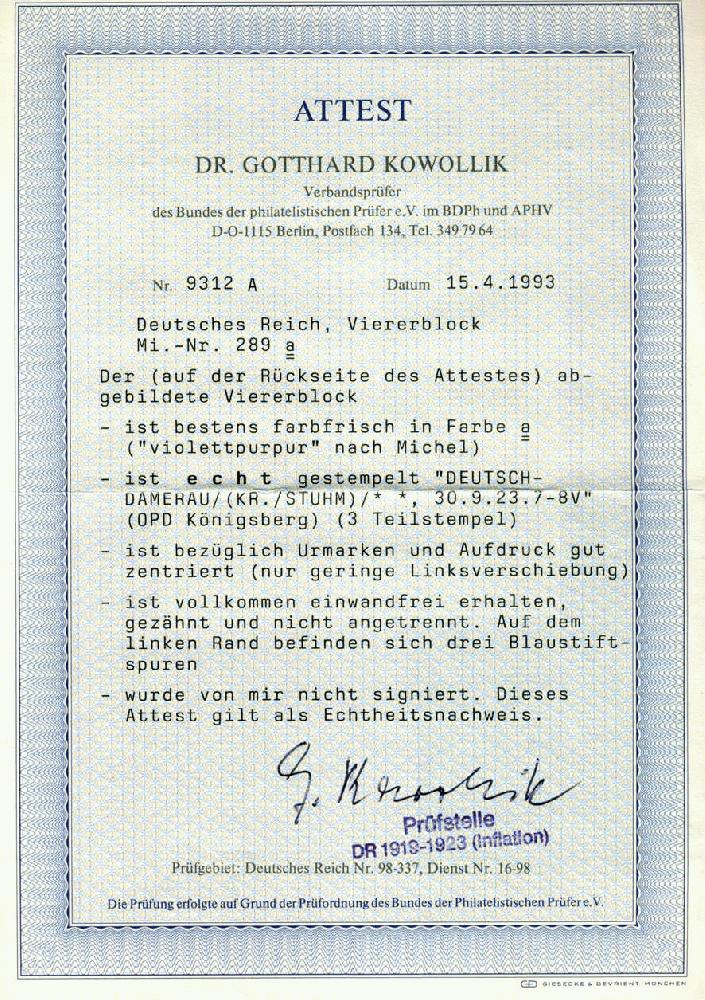 ATTEST
DR. GOTTHARD KOWOLLIK
Verbandsprüfer
des Bundes der philatelistischen Prüfer e.V. im BDPh und APHV
D-O-1115 Berlin, Postfach 134, Tel. 349 79 64
Nr. 9312 A Datum 15.4.1993
Deutsches Reich, Viererblock
Mi.-Nr. 289 a
Der (auf der Rückseite des Attestes) ab-
gebildete Viererblock
- ist bestens farbfrisch in Farbe a
("violettpurpur" nach Michel)
- ist e c h t gestempelt "DEUTSCH-
DAMERAU/(KR./STUHM)/* *, 30.9.23.7-8V"
(OPD Königsberg) (3 Teilstempel)
- ist bezüglich Urmarken und Aufdruck gut
zentriert (nur geringe Linksverschiebung)
- ist vollkommen einwandfrei erhalten,
gezähnt und nicht angetrennt. Auf dem
linken Rand befinden sich drei Blaustift-
spuren
- wurde von mir nicht signiert. Dieses
Attest gilt als Echtheitsnachweis.
G. Kowollik
Prüfstelle
DR 1919-1923 (Inflation)
Prüfgebiet: Deutsches Reich Nr. 98-337, Dienst Nr. 16-98
Die Prüfung erfolgte auf Grund der Prüfordnung des Bundes der Philatelistischen Prüfer e.V.
GIESECKE & DEVRIENT MÜNCHEN